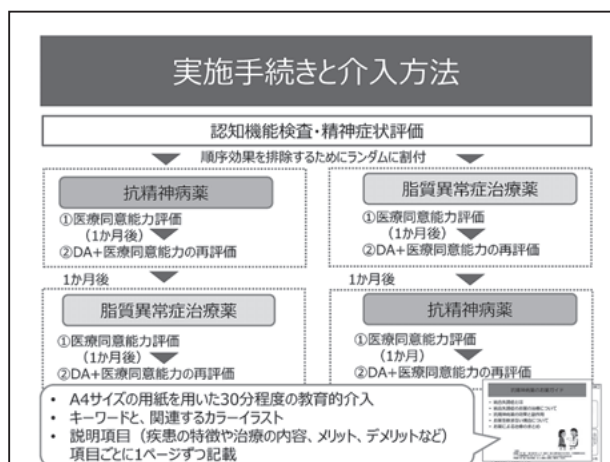 実施手続きと介入方法
認知機能検査・精神症状評価
順序効果を排除するためにランダムに割付
抗精神病薬
①医療同意能力評価
(1か月後)
②DA+医療同意能力の再評価
1か月後
脂質異常症治療薬
①医療同意能力評価
(1か月後)
②DA+医療同意能力の再評価
脂質異常症治療薬
①医療同意能力評価
(1か月後)
②DA+医療同意能力の再評価
1か月後
抗精神病薬
①医療同意能力評価
(1か月)
②DA+医療同意能力の再評価
• A4サイズの用紙を用いた30分程度の教育的介入
• キーワードと、関連するカラーイラスト
• 説明項目（疾患の特徴や治療の内容、メリット、デメリットなど）
項目ごとに1ページずつ記載